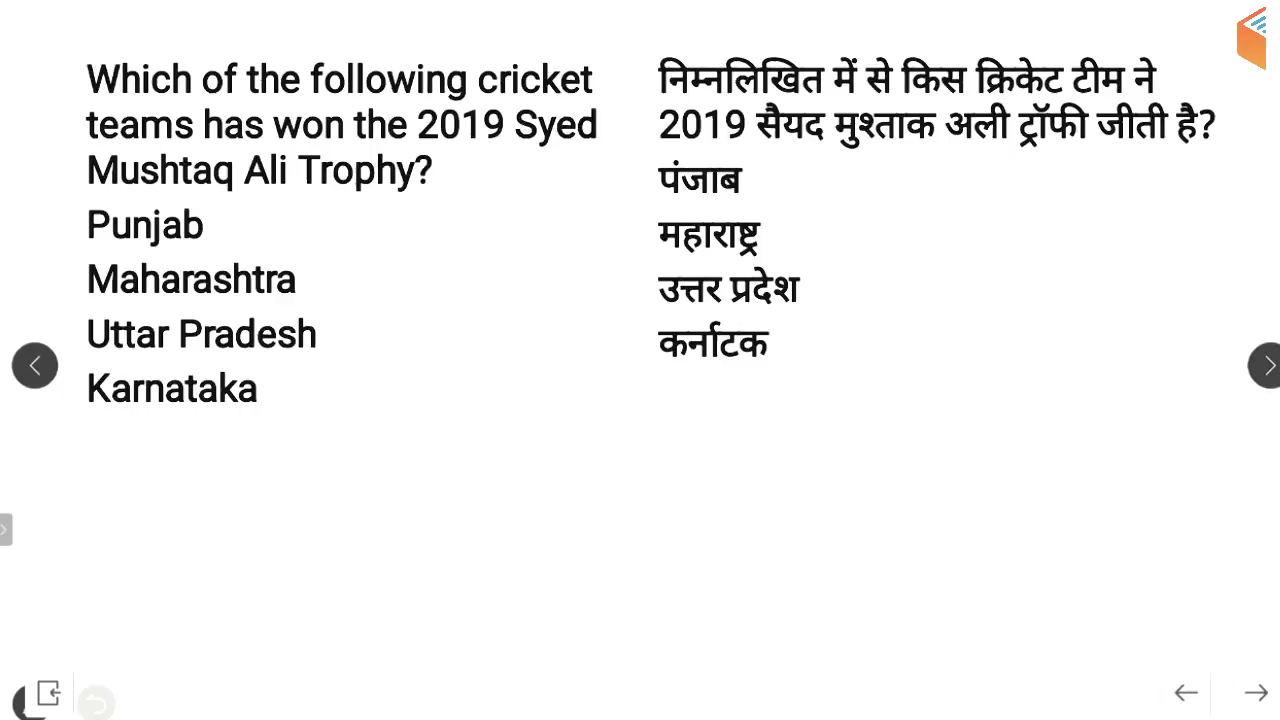 Which of the following cricket
teams has won the 2019 Syed
Mushtaq Ali Trophy?
Punjab
Maharashtra
Uttar Pradesh
Karnataka
निम्नलिखित में से किस क्रिकेट टीम ने
2019 सैयद मुश्ताक अली ट्रॉफी जीती है?
पंजाब
महाराष्ट्र
उत्तर प्रदेश
कर्नाटक